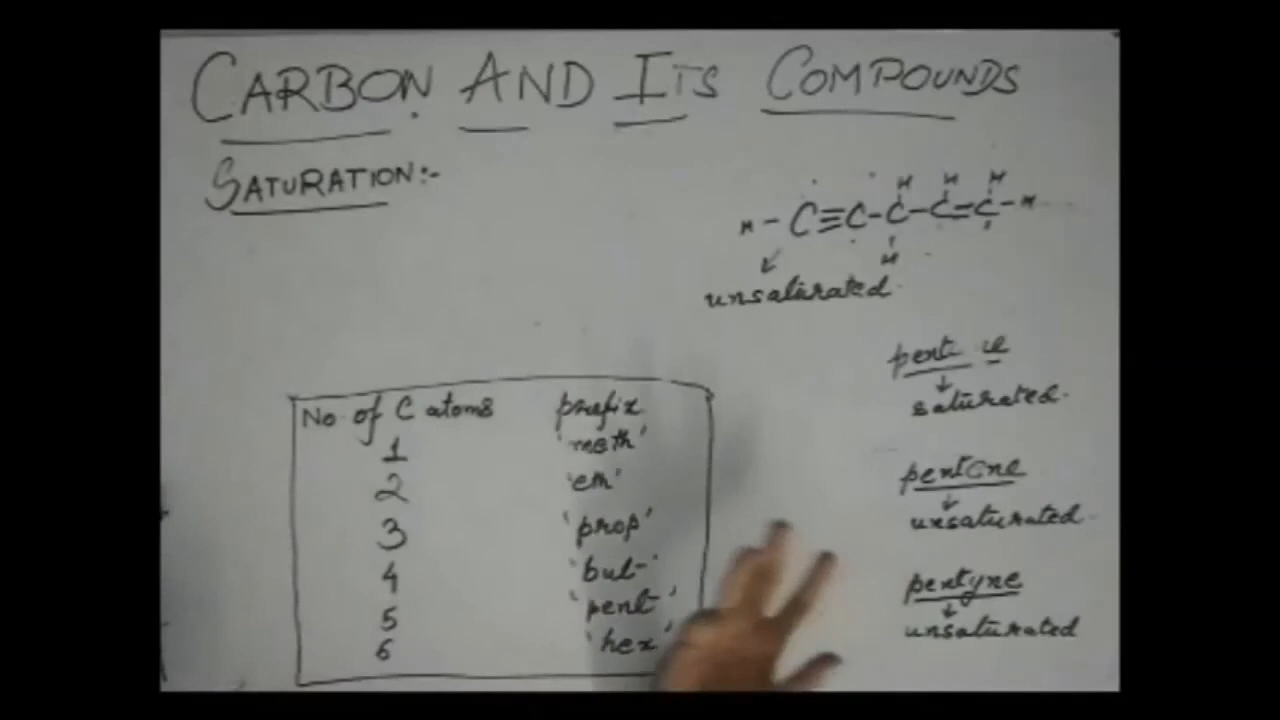 CARBON AND ITS COMPOUNDS
SATURATION:-
H H H
H - C≡C-C-C=C-H
H
unsaturated
pent
saturated.
pentene
unsaturated
pentyne
unsaturated
No. of C atoms prefix
1 'meth'
2 'eth'
3 'prop'
4 'but'
5 'pent'
6 'hex'